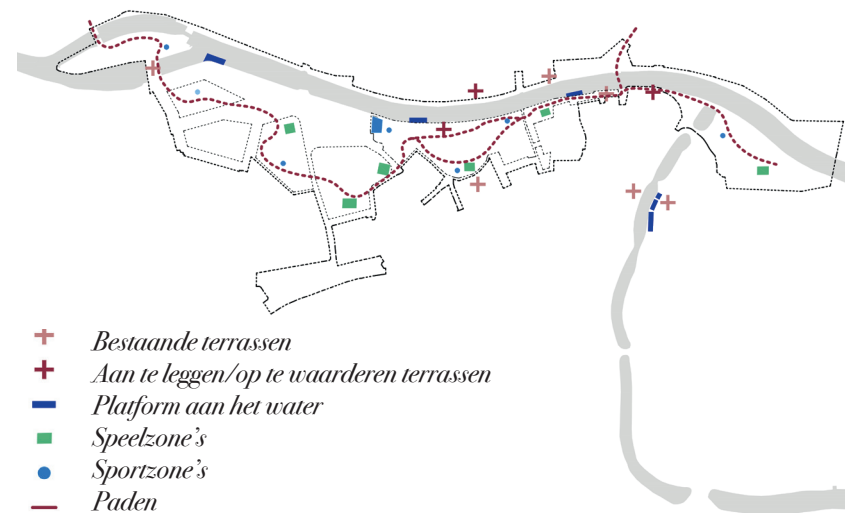 Bestaande terrassen
Aan te leggen/op te waarderen terrassen
Platform aan het water
Speelzone's
Sportzone's
Paden